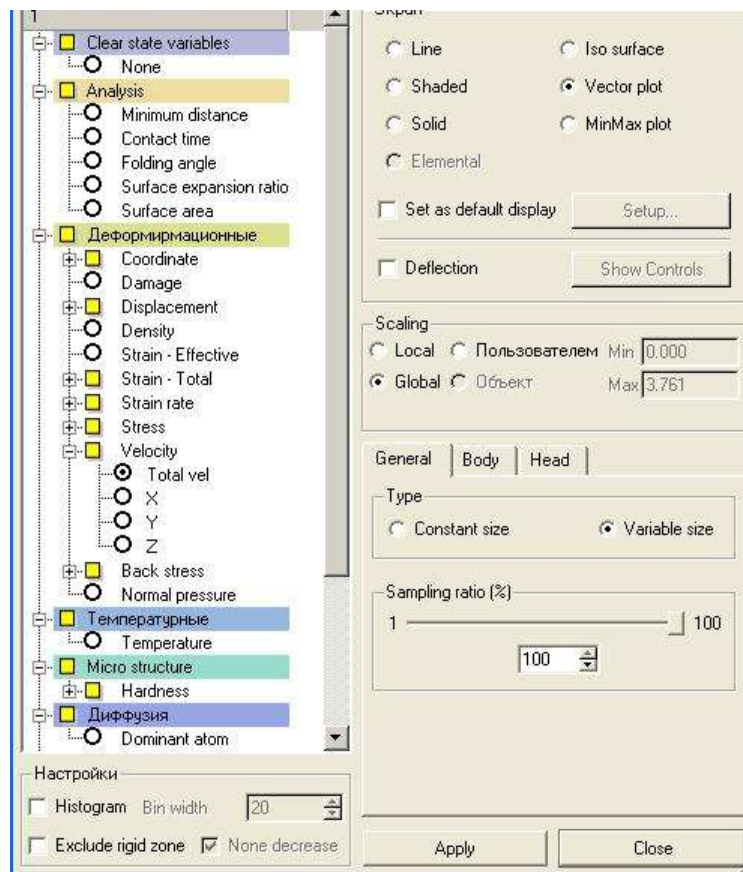 1
Clear state variables
None
Analysis
Minimum distance
Contact time
Folding angle
Surface expansion ratio
Surface area
Деформирмационные
Coordinate
Damage
Displacement
Density
Strain - Effective
Strain - Total
Strain rate
Stress
Velocity
Total vel
X
Y
Z
Back stress
Normal pressure
Температурные
Temperature
Micro structure
Hardness
Диффузия
Dominant atom
Настройки
Histogram Bin width 20
Exclude rigid zone None decrease
Экран
Line Iso surface
Shaded Vector plot
Solid MinMax plot
Elemental
Set as default display Setup...
Deflection Show Controls
Scaling
Local Пользователем Min 0.000
Global Объект Max 3.761
General Body Head
Type
Constant size Variable size
Sampling ratio (%)
1 100
100
Apply Close